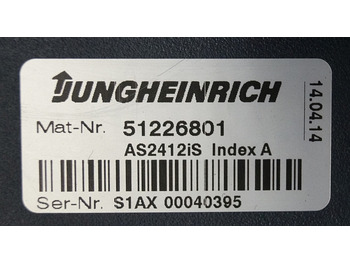 JUNGHEINRICH
Mat-Nr. 51226801
AS2412iS Index A
Ser-Nr. S1AX 00040395
14.04.14